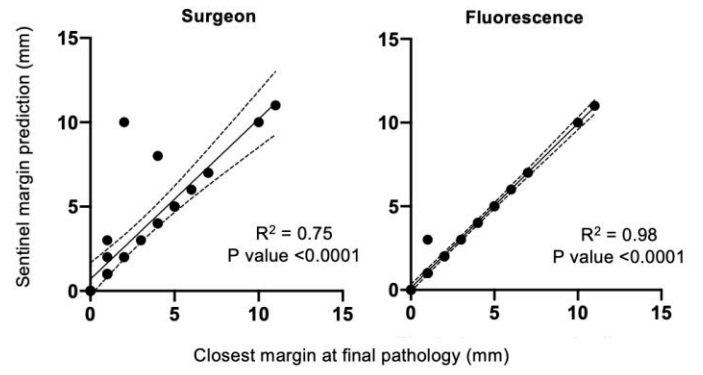 Surgeon
Fluorescence
Sentinel margin prediction (mm)
15
10
5
0
R² = 0.75
P value <0.0001
0
5
10
15
15
10
5
0
R² = 0.98
P value <0.0001
0
5
10
15
Closest margin at final pathology (mm)